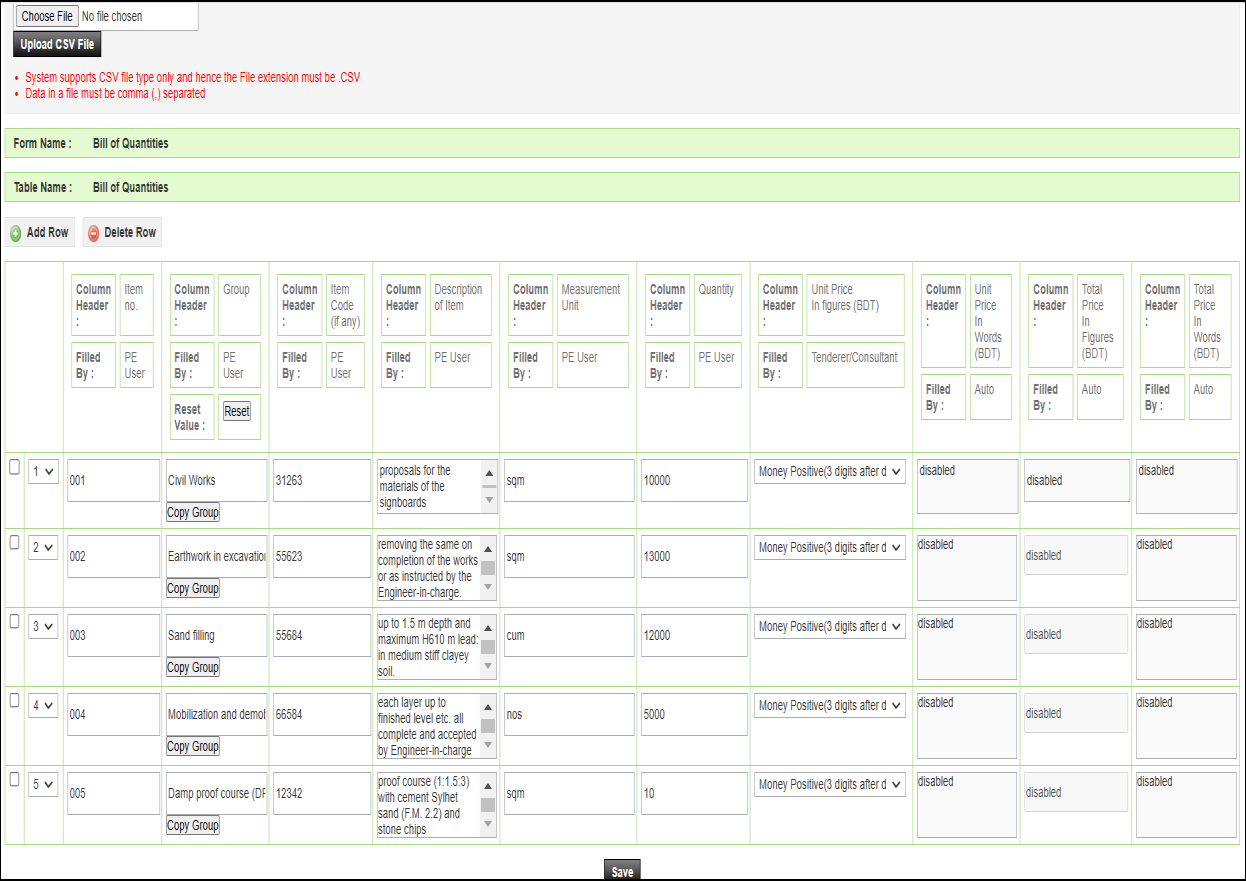 Choose File No file chosen
Upload CSV File
• System supports CSV file type only and hence the File extension must be .CSV
• Data in a file must be comma (,) separated
Form Name : Bill of Quantities
Table Name : Bill of Quantities
Add Row Delete Row
Column Header : Item no.
Filled By : PE User
Column Header : Group
Filled By : PE User
Reset Value : Reset
Column Header : Item Code (if any)
Filled By : PE User
Column Header : Description of Item
Filled By : PE User
Column Header : Measurement Unit
Filled By : PE User
Column Header : Quantity
Filled By : PE User
Column Header : Unit Price In figures (BDT)
Filled By : Tenderer/Consultant
Column Header : Unit Price In Words (BDT)
Filled By : Auto
Column Header : Total Price In Figures (BDT)
Filled By : Auto
Column Header : Total Price In Words (BDT)
Filled By : Auto
1 001 Civil Works 31263
proposals for the
materials of the
signboards
sqm 10000 Money Positive(3 digits after d disabled disabled disabled
Copy Group
2 002 Earthwork in excavation 55623
removing the same on
completion of the works
or as instructed by the
Engineer-in-charge.
sqm 13000 Money Positive(3 digits after d disabled disabled disabled
Copy Group
3 003 Sand filling 55684
up to 1.5 m depth and
maximum H610 m lead:
in medium stiff clayey
soil.
cum 12000 Money Positive(3 digits after d disabled disabled disabled
Copy Group
4 004 Mobilization and demob 66584
each layer up to
finished level etc. all
complete and accepted
by Engineer-in-charge
nos 5000 Money Positive(3 digits after d disabled disabled disabled
Copy Group
5 005 Damp proof course (DP 12342
proof course (1:1.5:3)
with cement Sylhet
sand (F.M. 2.2) and
stone chips
sqm 10 Money Positive(3 digits after d disabled disabled disabled
Copy Group
Save